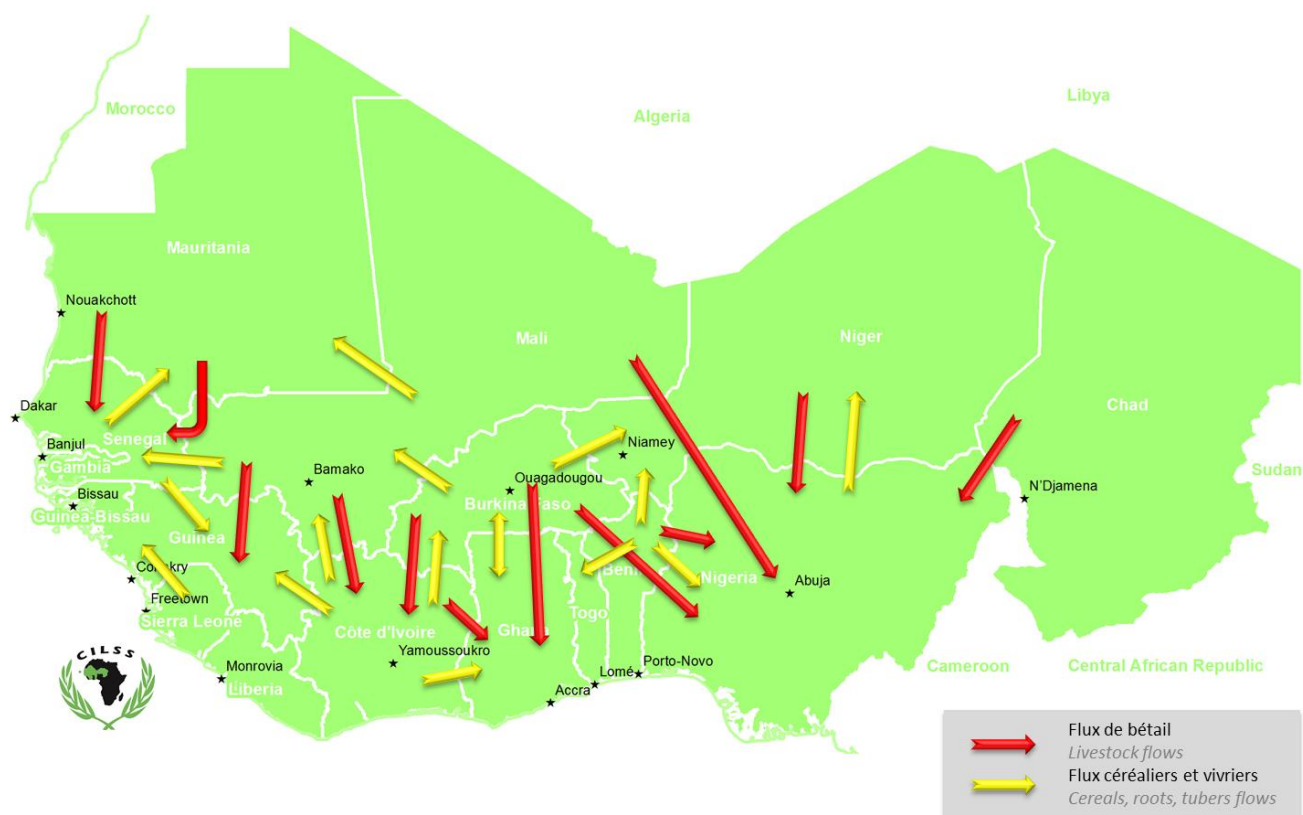 Morocco
Algeria
Libya
Mauritania
Nouakchott
Mali
Niger
Chad
Dakar
Senegal
Banjul
Gambia
Bissau
Guinea-Bissau
Bamako
Niamey
Ouagadougou
Burkina Faso
Sudan
N'Djamena
Guinea
Conakry
Freetown
Sierra Leone
Benin
Nigeria
Abuja
Togo
Ghana
Côte d'Ivoire
Yamoussoukro
Monrovia
Liberia
Porto-Novo
Lomé
Accra
Cameroon
Central African Republic
CILSS
Flux de bétail
Livestock flows
Flux céréaliers et vivriers
Cereals, roots, tubers flows